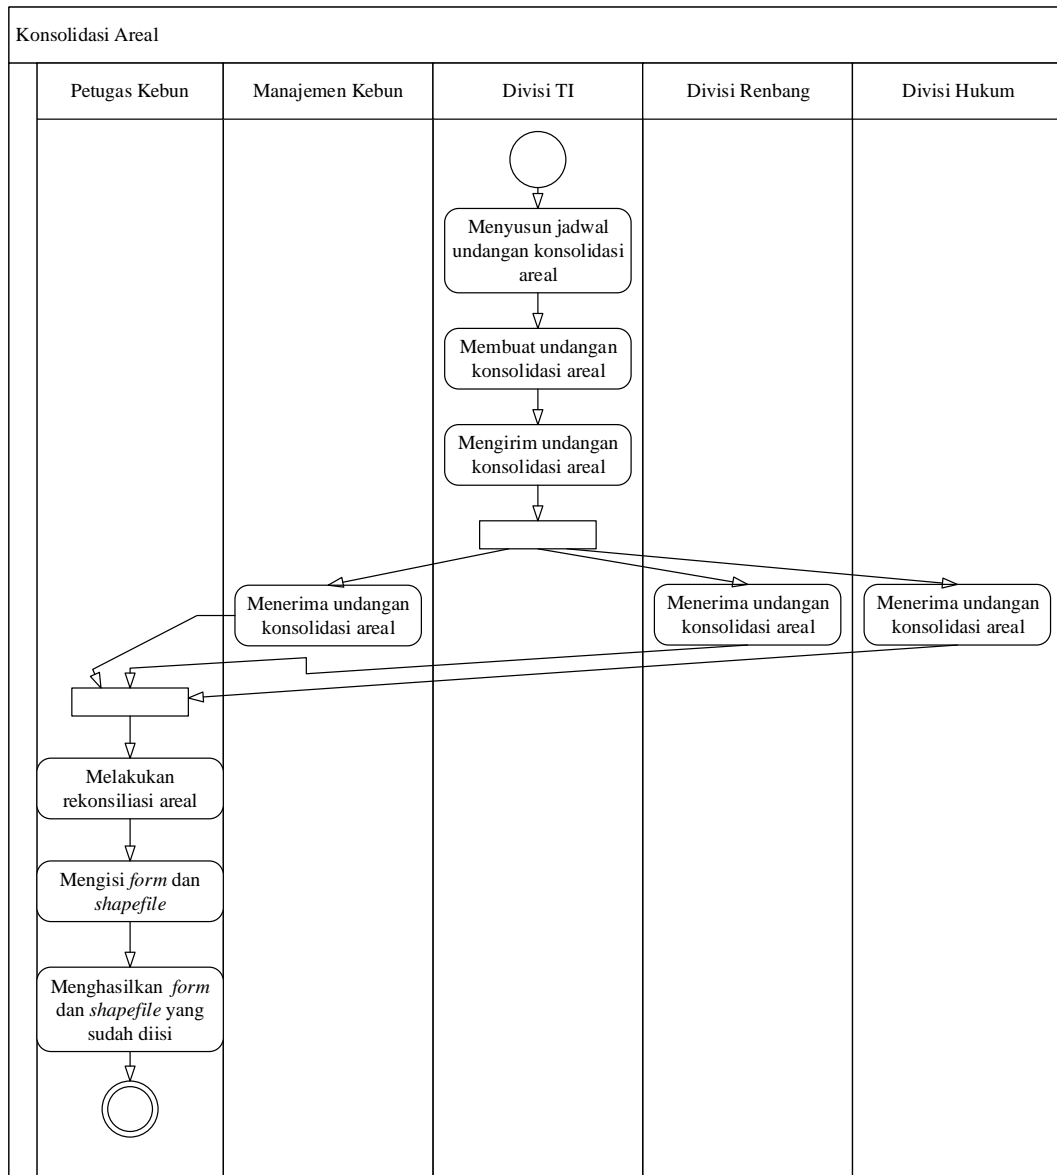 Konsolidasi Areal
Petugas Kebun
Manajemen Kebun
Divisi TI
Divisi Renbang
Divisi Hukum
Menyusun jadwal
undangan konsolidasi
areal
Membuat undangan
konsolidasi areal
Mengirim undangan
konsolidasi areal
Menerima undangan
konsolidasi areal
Menerima undangan
konsolidasi areal
Menerima undangan
konsolidasi areal
Melakukan
rekonsiliasi areal
Mengisi form dan
shapefile
Menghasilkan form
dan shapefile yang
sudah diisi